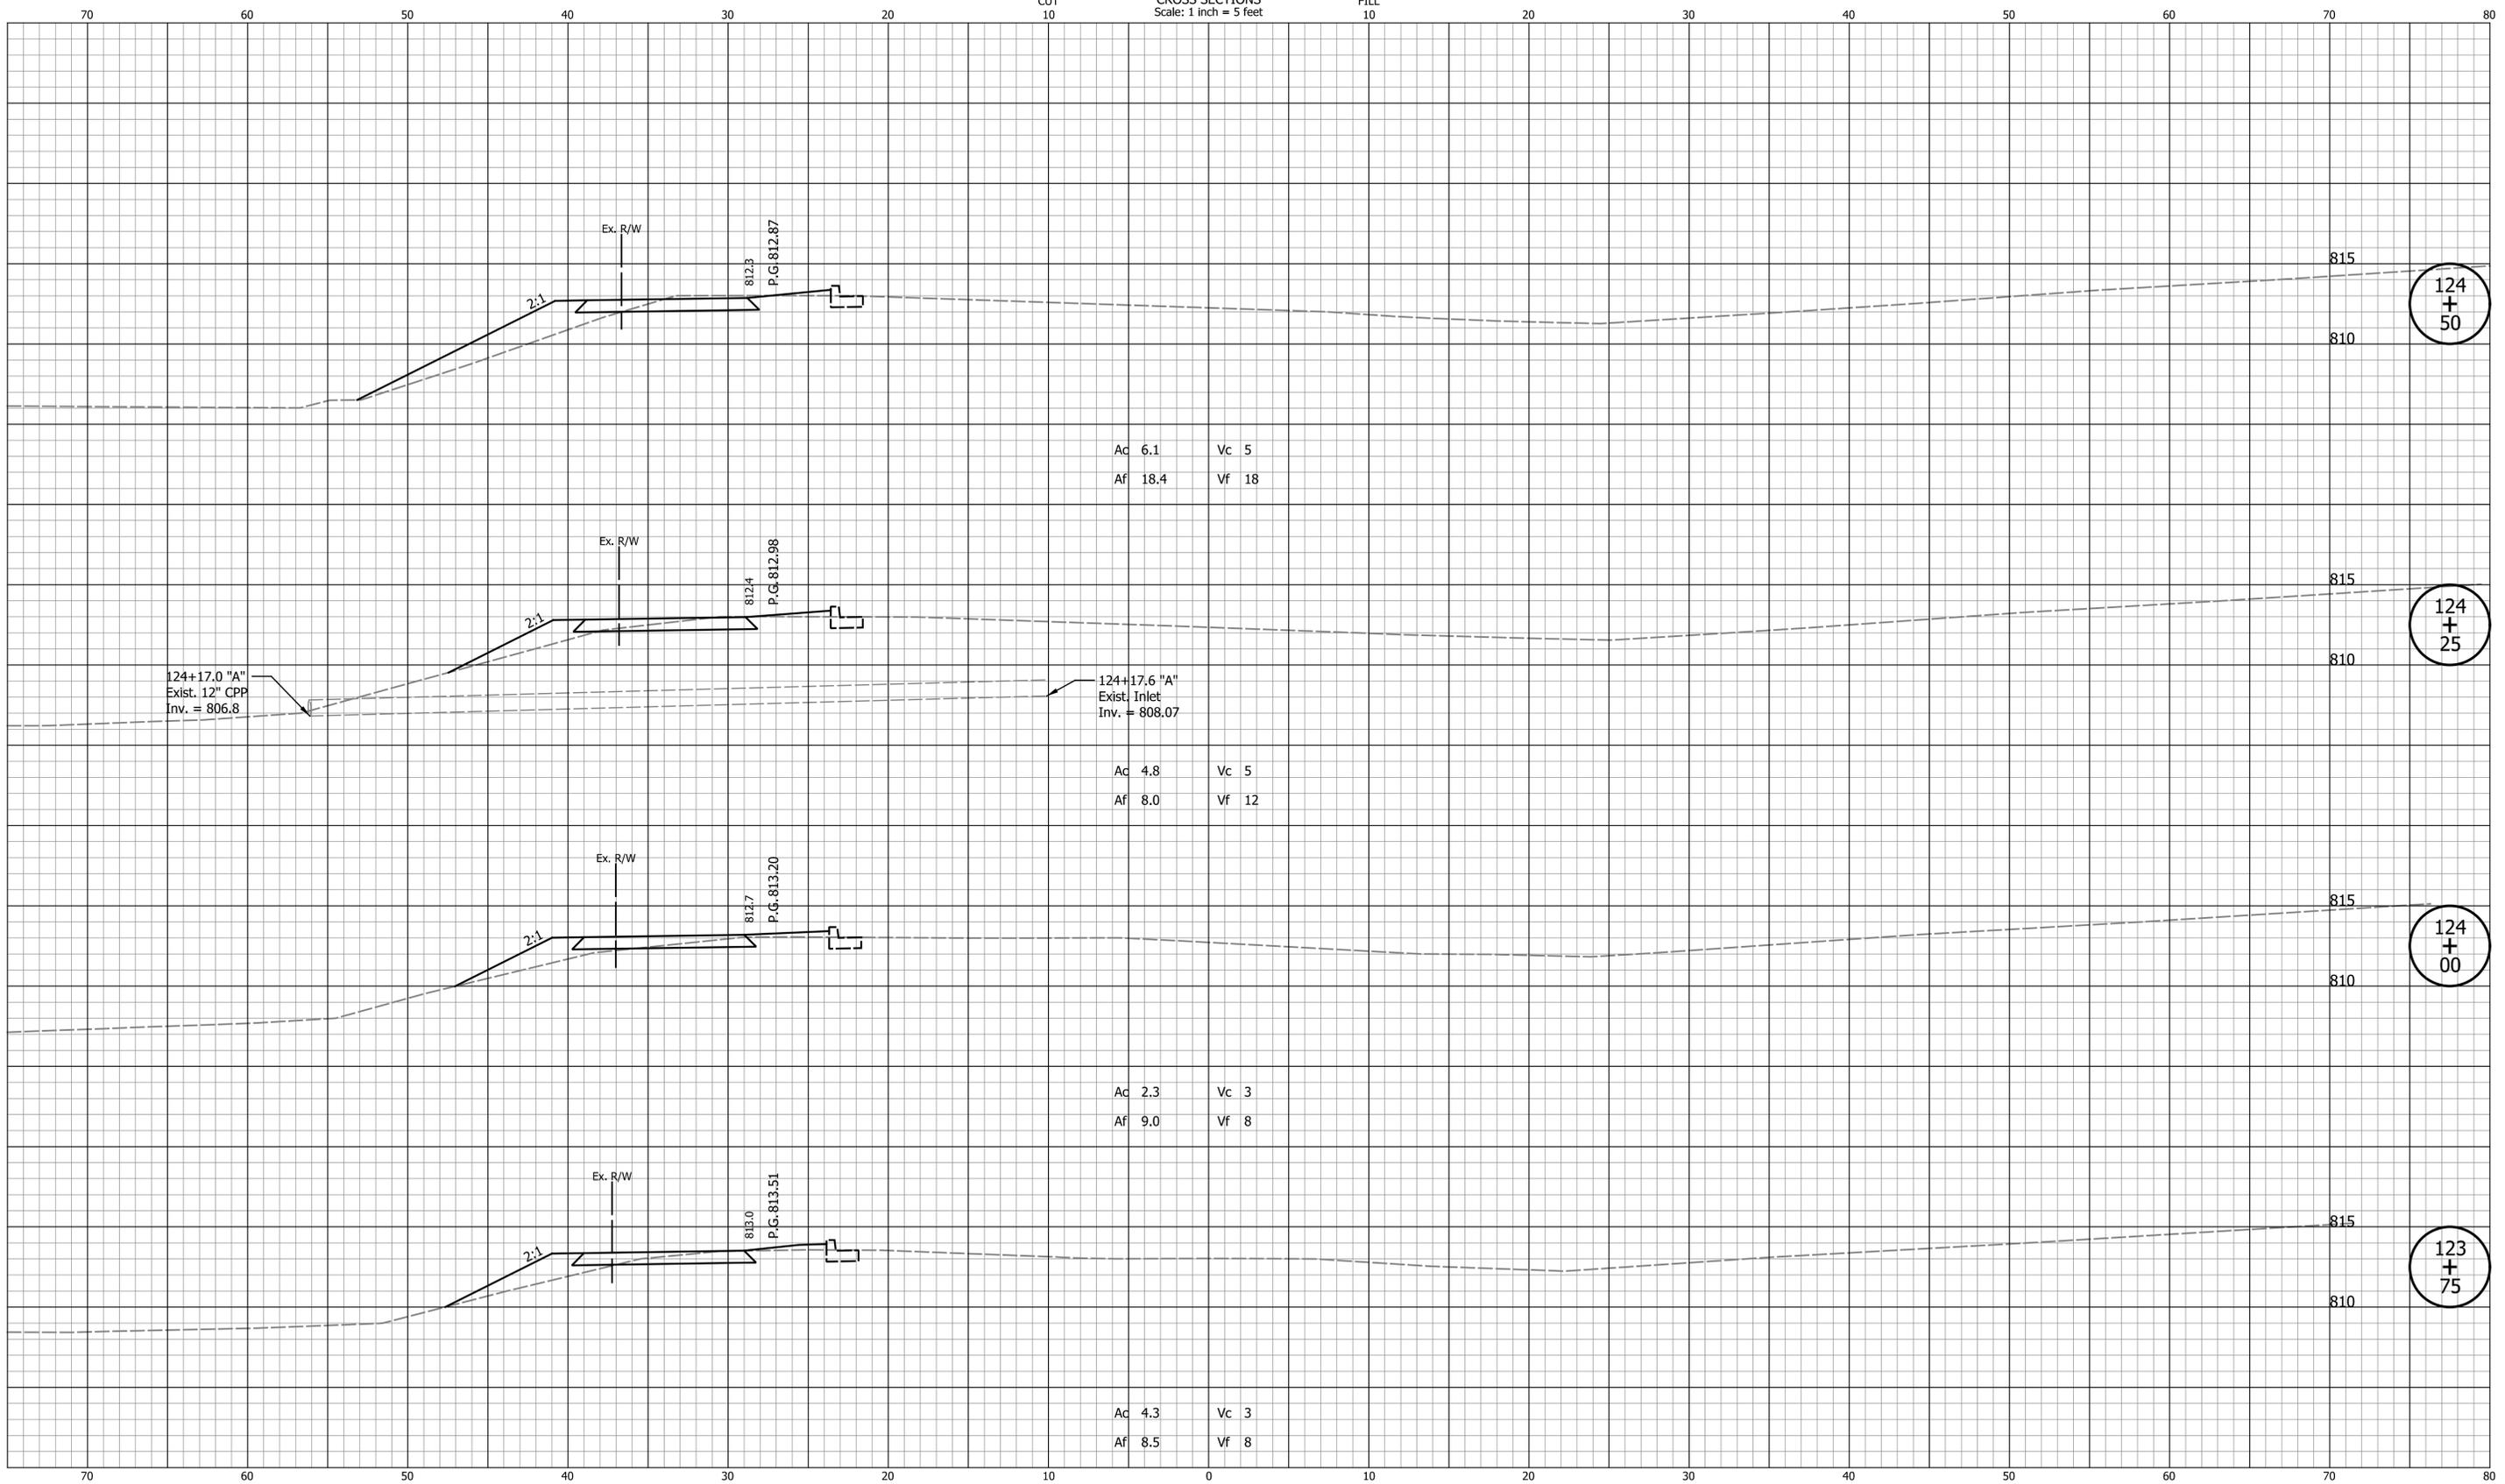 CUT CROSS SECTIONS FILL
Scale: 1 inch = 5 feet
70 60 50 40 30 20 10 10 20 30 40 50 60 70 80
Ex. R/W
812.3
P.G.812.87
2:1
815
810
124
+
50
Ac 6.1 Vc 5
Af 18.4 Vf 18
Ex. R/W
812.4
P.G.812.98
2:1
815
810
124
+
25
124+17.0 "A"
Exist. 12" CPP
Inv. = 806.8
124+17.6 "A"
Exist. Inlet
Inv. = 808.07
Ac 4.8 Vc 5
Af 8.0 Vf 12
Ex. R/W
812.7
P.G.813.20
2:1
815
810
124
+
00
Ac 2.3 Vc 3
Af 9.0 Vf 8
Ex. R/W
813.0
P.G.813.51
2:1
815
810
123
+
75
Ac 4.3 Vc 3
Af 8.5 Vf 8
70 60 50 40 30 20 10 0 10 20 30 40 50 60 70 80